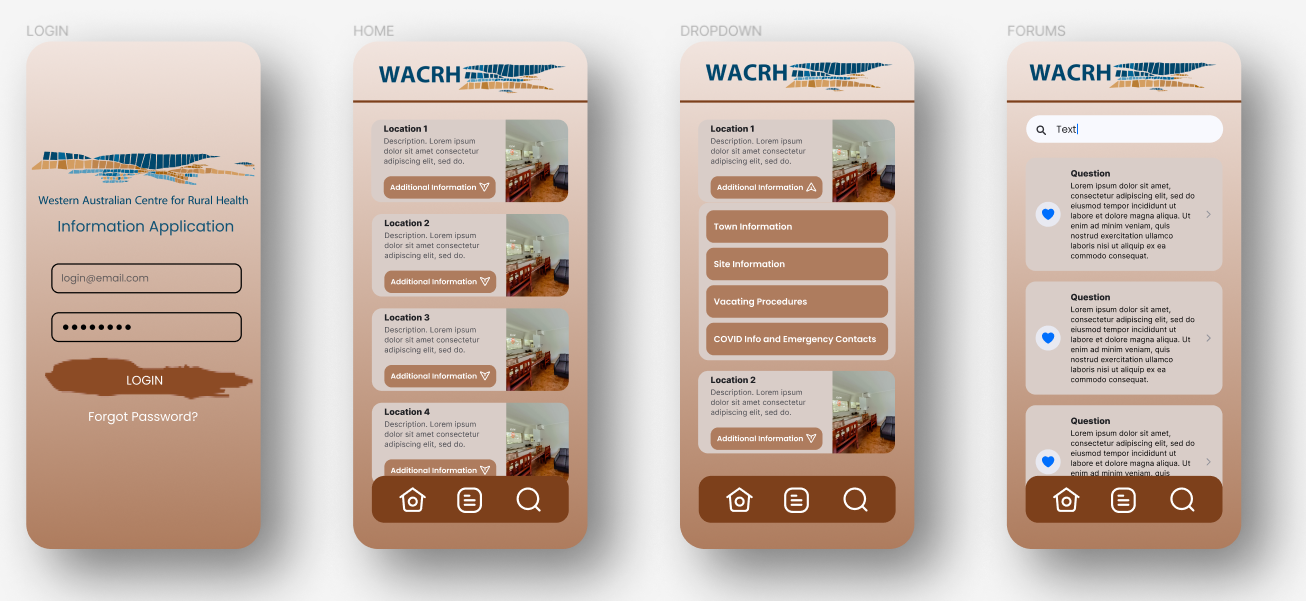 LOGIN
Western Australian Centre for Rural Health
Information Application
login@email.com
LOGIN
Forgot Password?
HOME
WACRH
Location 1
Description. Lorem ipsum
dolor sit amet consectetur
adipiscing elit, sed do.
Additional Information
Location 2
Description. Lorem ipsum
dolor sit amet consectetur
adipiscing elit, sed do.
Additional Information
Location 3
Description. Lorem ipsum
dolor sit amet consectetur
adipiscing elit, sed do.
Additional Information
Location 4
Description. Lorem ipsum
dolor sit amet consectetur
adipiscing elit, sed do.
Additional Information
DROPDOWN
WACRH
Location 1
Description. Lorem ipsum
dolor sit amet consectetur
adipiscing elit, sed do.
Additional Information
Town Information
Site Information
Vacating Procedures
COVID Info and Emergency Contacts
Location 2
Description. Lorem ipsum
dolor sit amet consectetur
adipiscing elit, sed do.
Additional Information
FORUMS
WACRH
Text
Question
Lorem ipsum dolor sit amet,
consectetur adipiscing elit, sed do
eiusmod tempor incididunt ut
labore et dolore magna aliqua. Ut
enim ad minim veniam, quis
nostrud exercitation ullamco
laboris nisi ut aliquip ex ea
commodo consequat.
Question
Lorem ipsum dolor sit amet,
consectetur adipiscing elit, sed do
eiusmod tempor incididunt ut
labore et dolore magna aliqua. Ut
enim ad minim veniam, quis
nostrud exercitation ullamco
laboris nisi ut aliquip ex ea
commodo consequat.
Question
Lorem ipsum dolor sit amet,
consectetur adipiscing elit, sed do
eiusmod tempor incididunt ut
labore et dolore magna aliqua. Ut
enim ad minim veniam, quis
nostrud exercitation ullamco